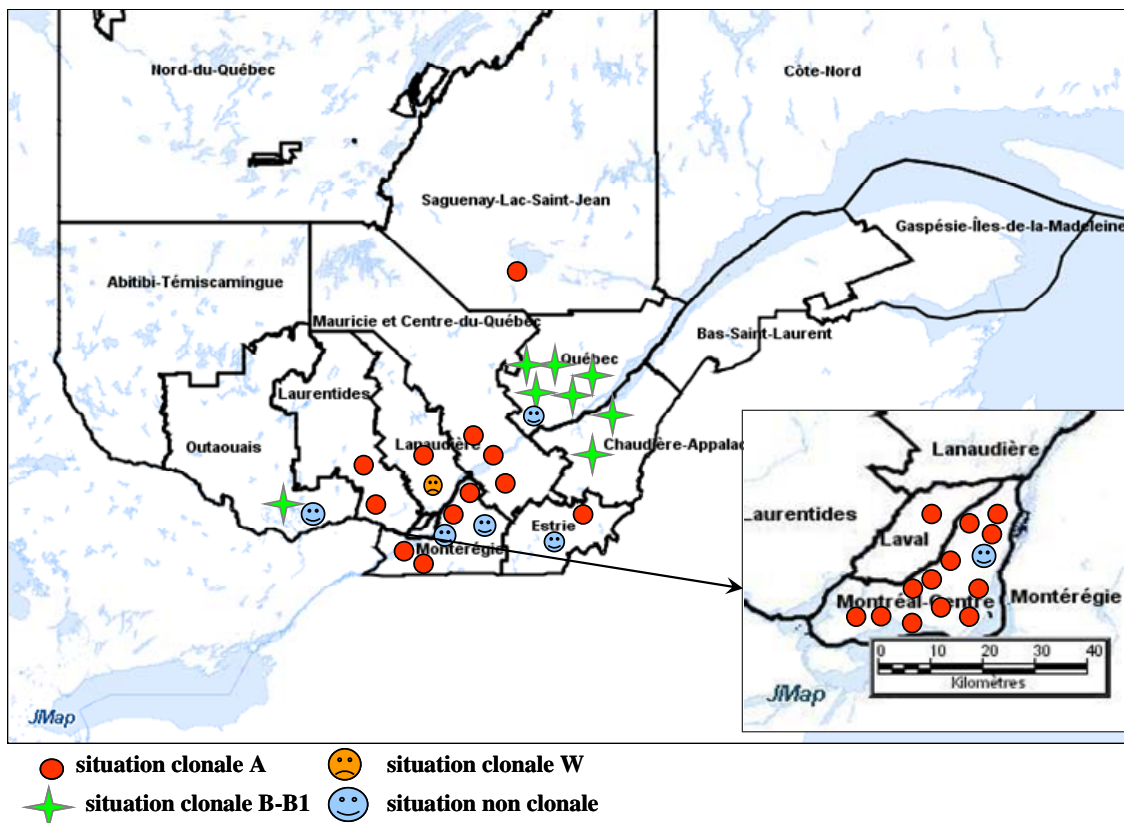 Nord-du-Québec
Côte-Nord
Saguenay-Lac-Saint-Jean
Gaspésie-Îles-de-la-Madeleine
Abitibi-Témiscamingue
Mauricie et Centre-du-Québec
Bas-Saint-Laurent
Québec
Laurentides
Outaouais
Lanaudière
Chaudière-Appalac
Estrie
Montérégie
Lanaudière
Laurentides
Laval
Montréal-Centre
Montérégie
0 10 20 30 40
Kilomètres
JMap
JMap
situation clonale A
situation clonale W
situation clonale B-B1
situation non clonale